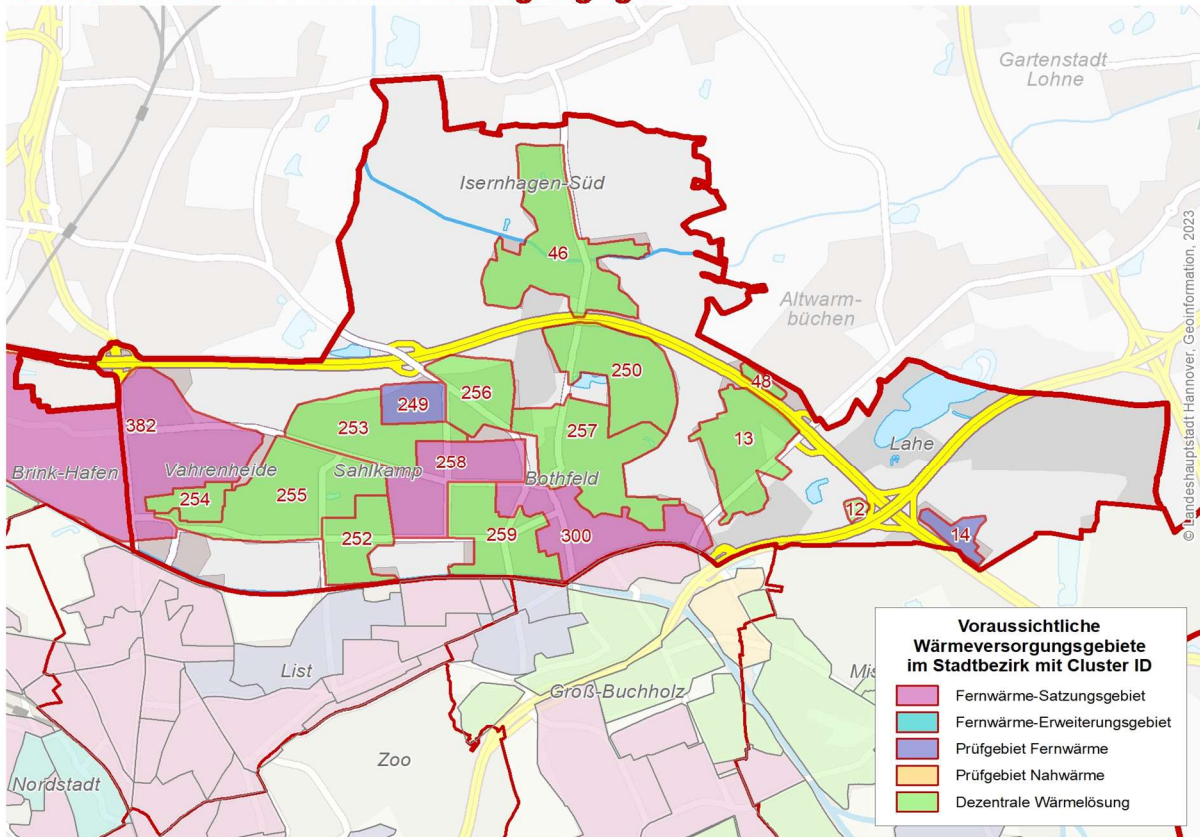 Gartenstadt
Lohne
Isernhagen-Süd
46
Altwarm-
büchen
250
48
256
249
382
253
257
13
Lahe
Brink-Hafen
Vahrenheide
Sahlkamp
258
Bothfeld
254
255
12
252
259
300
14
List
Groß-Buchholz
Mis
Zoo
Nordstadt
© Landeshauptstadt Hannover, Geoinformation, 2023
Voraussichtliche
Wärmeversorgungsgebiete
im Stadtbezirk mit Cluster ID
Fernwärme-Satzungsgebiet
Fernwärme-Erweiterungsgebiet
Prüfgebiet Fernwärme
Prüfgebiet Nahwärme
Dezentrale Wärmelösung